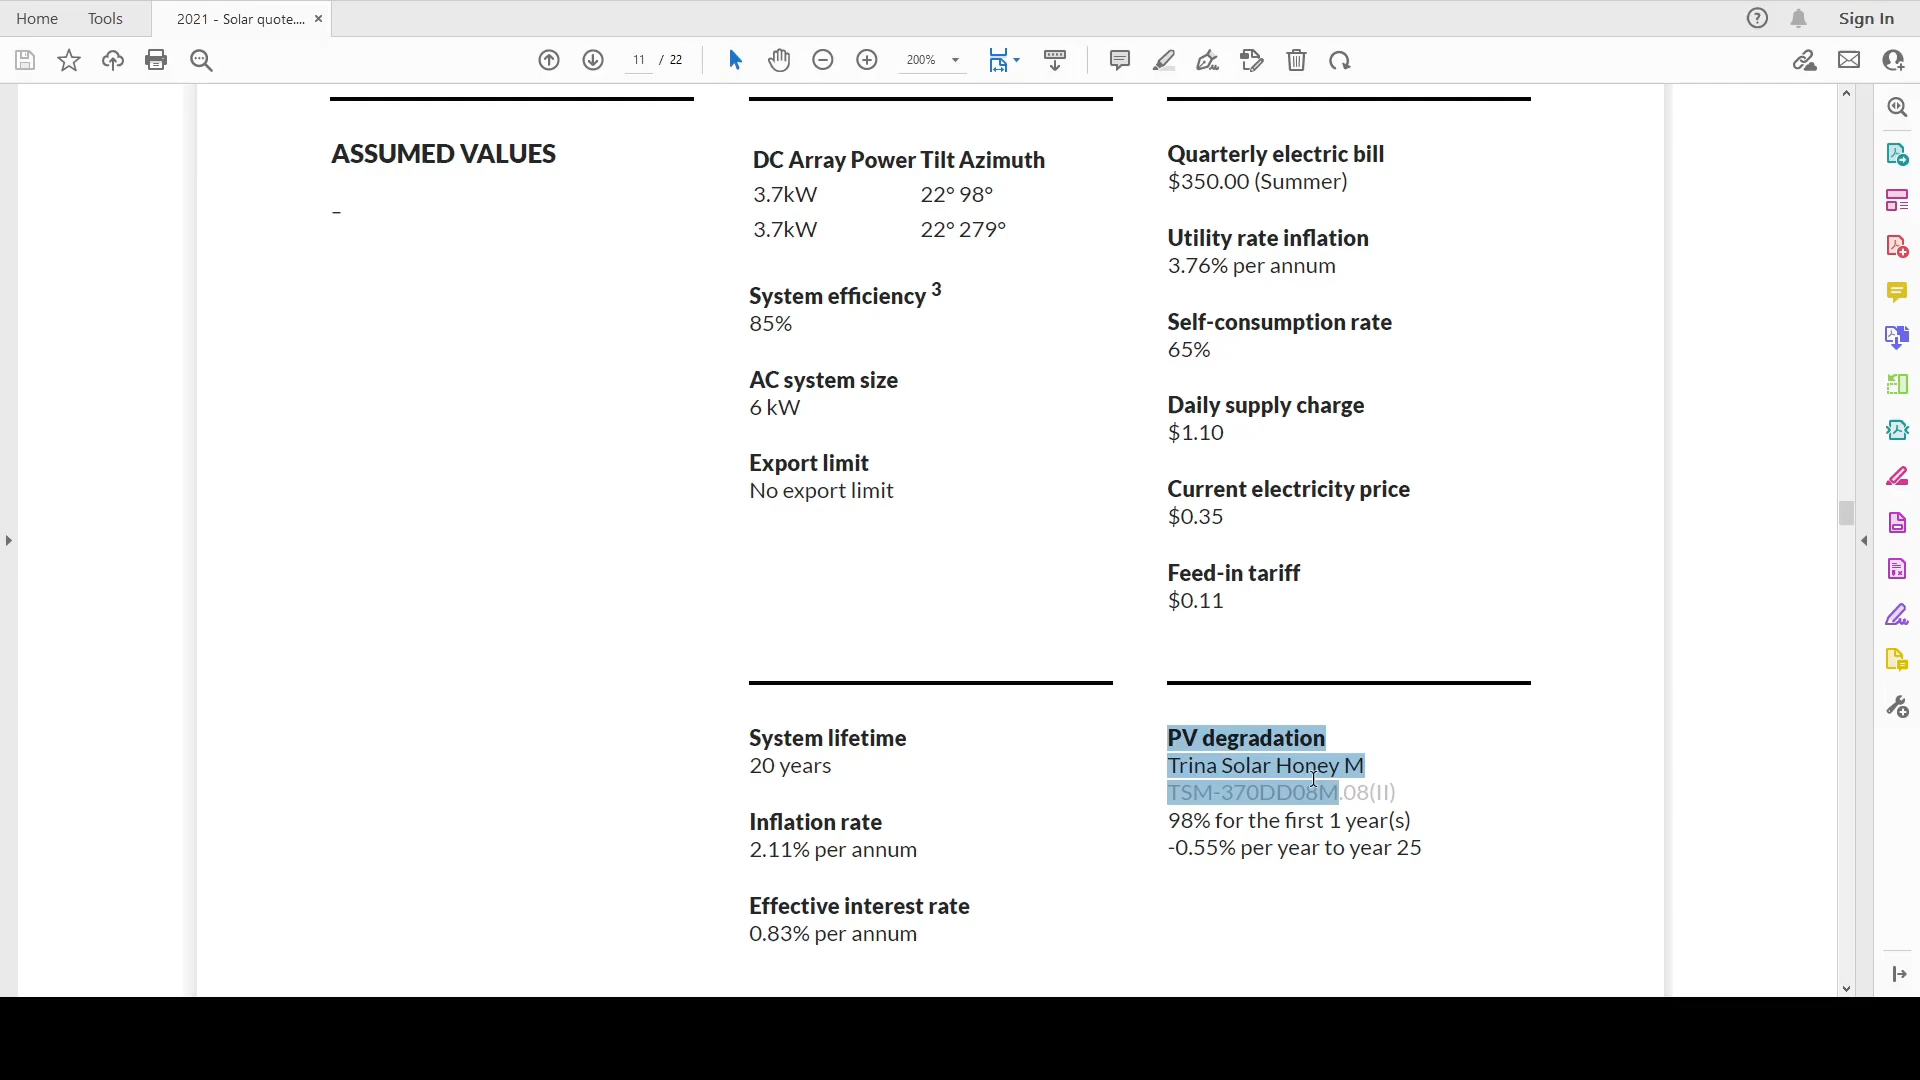 Home
Tools
2021 - Solar quote....
Sign In
11 / 22
200%
ASSUMED VALUES
–
DC Array Power Tilt Azimuth
3.7kW 22° 98°
3.7kW 22° 279°
System efficiency 3
85%
AC system size
6 kW
Export limit
No export limit
Quarterly electric bill
$350.00 (Summer)
Utility rate inflation
3.76% per annum
Self-consumption rate
65%
Daily supply charge
$1.10
Current electricity price
$0.35
Feed-in tariff
$0.11
System lifetime
20 years
Inflation rate
2.11% per annum
Effective interest rate
0.83% per annum
PV degradation
Trina Solar Honey M
TSM-370DD08M.08(II)
98% for the first 1 year(s)
-0.55% per year to year 25